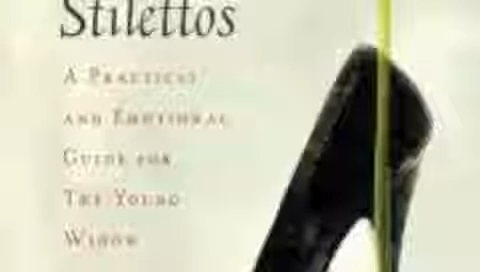 Stilettos
A PRACTICAL
AND EMOTIONAL
GUIDE FOR
THE YOUNG
WIDOW